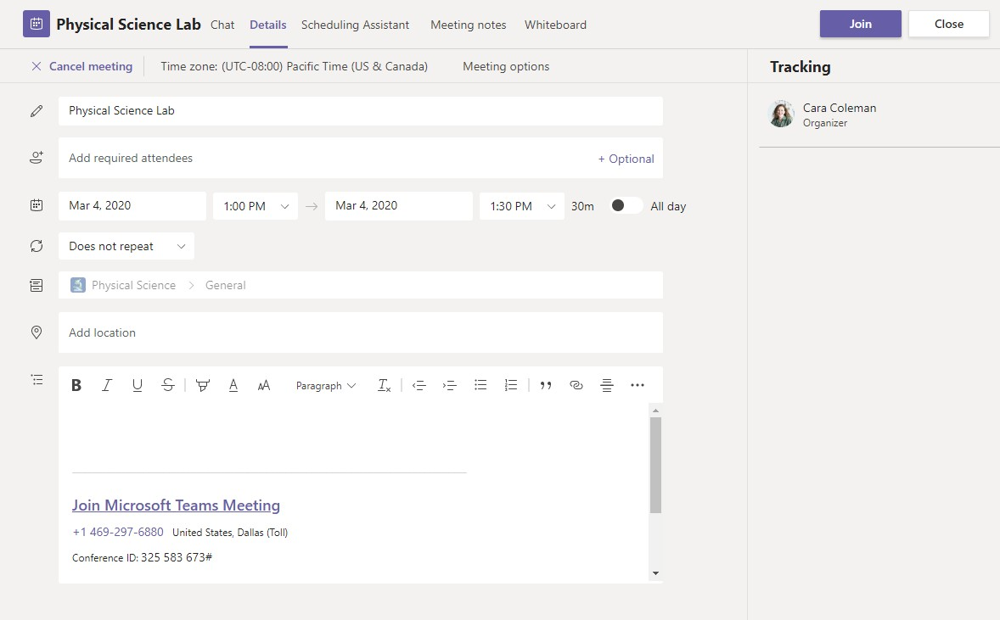 Physical Science Lab Chat Details Scheduling Assistant Meeting notes Whiteboard Join Close
Cancel meeting Time zone: (UTC-08:00) Pacific Time (US & Canada) Meeting options
Tracking
Cara Coleman
Organizer
Physical Science Lab
Add required attendees + Optional
Mar 4, 2020 1:00 PM Mar 4, 2020 1:30 PM 30m All day
Does not repeat
Physical Science General
Add location
B I U S A AA Paragraph Tx
Join Microsoft Teams Meeting
+1 469-297-6880 United States, Dallas (Toll)
Conference ID: 325 583 673#